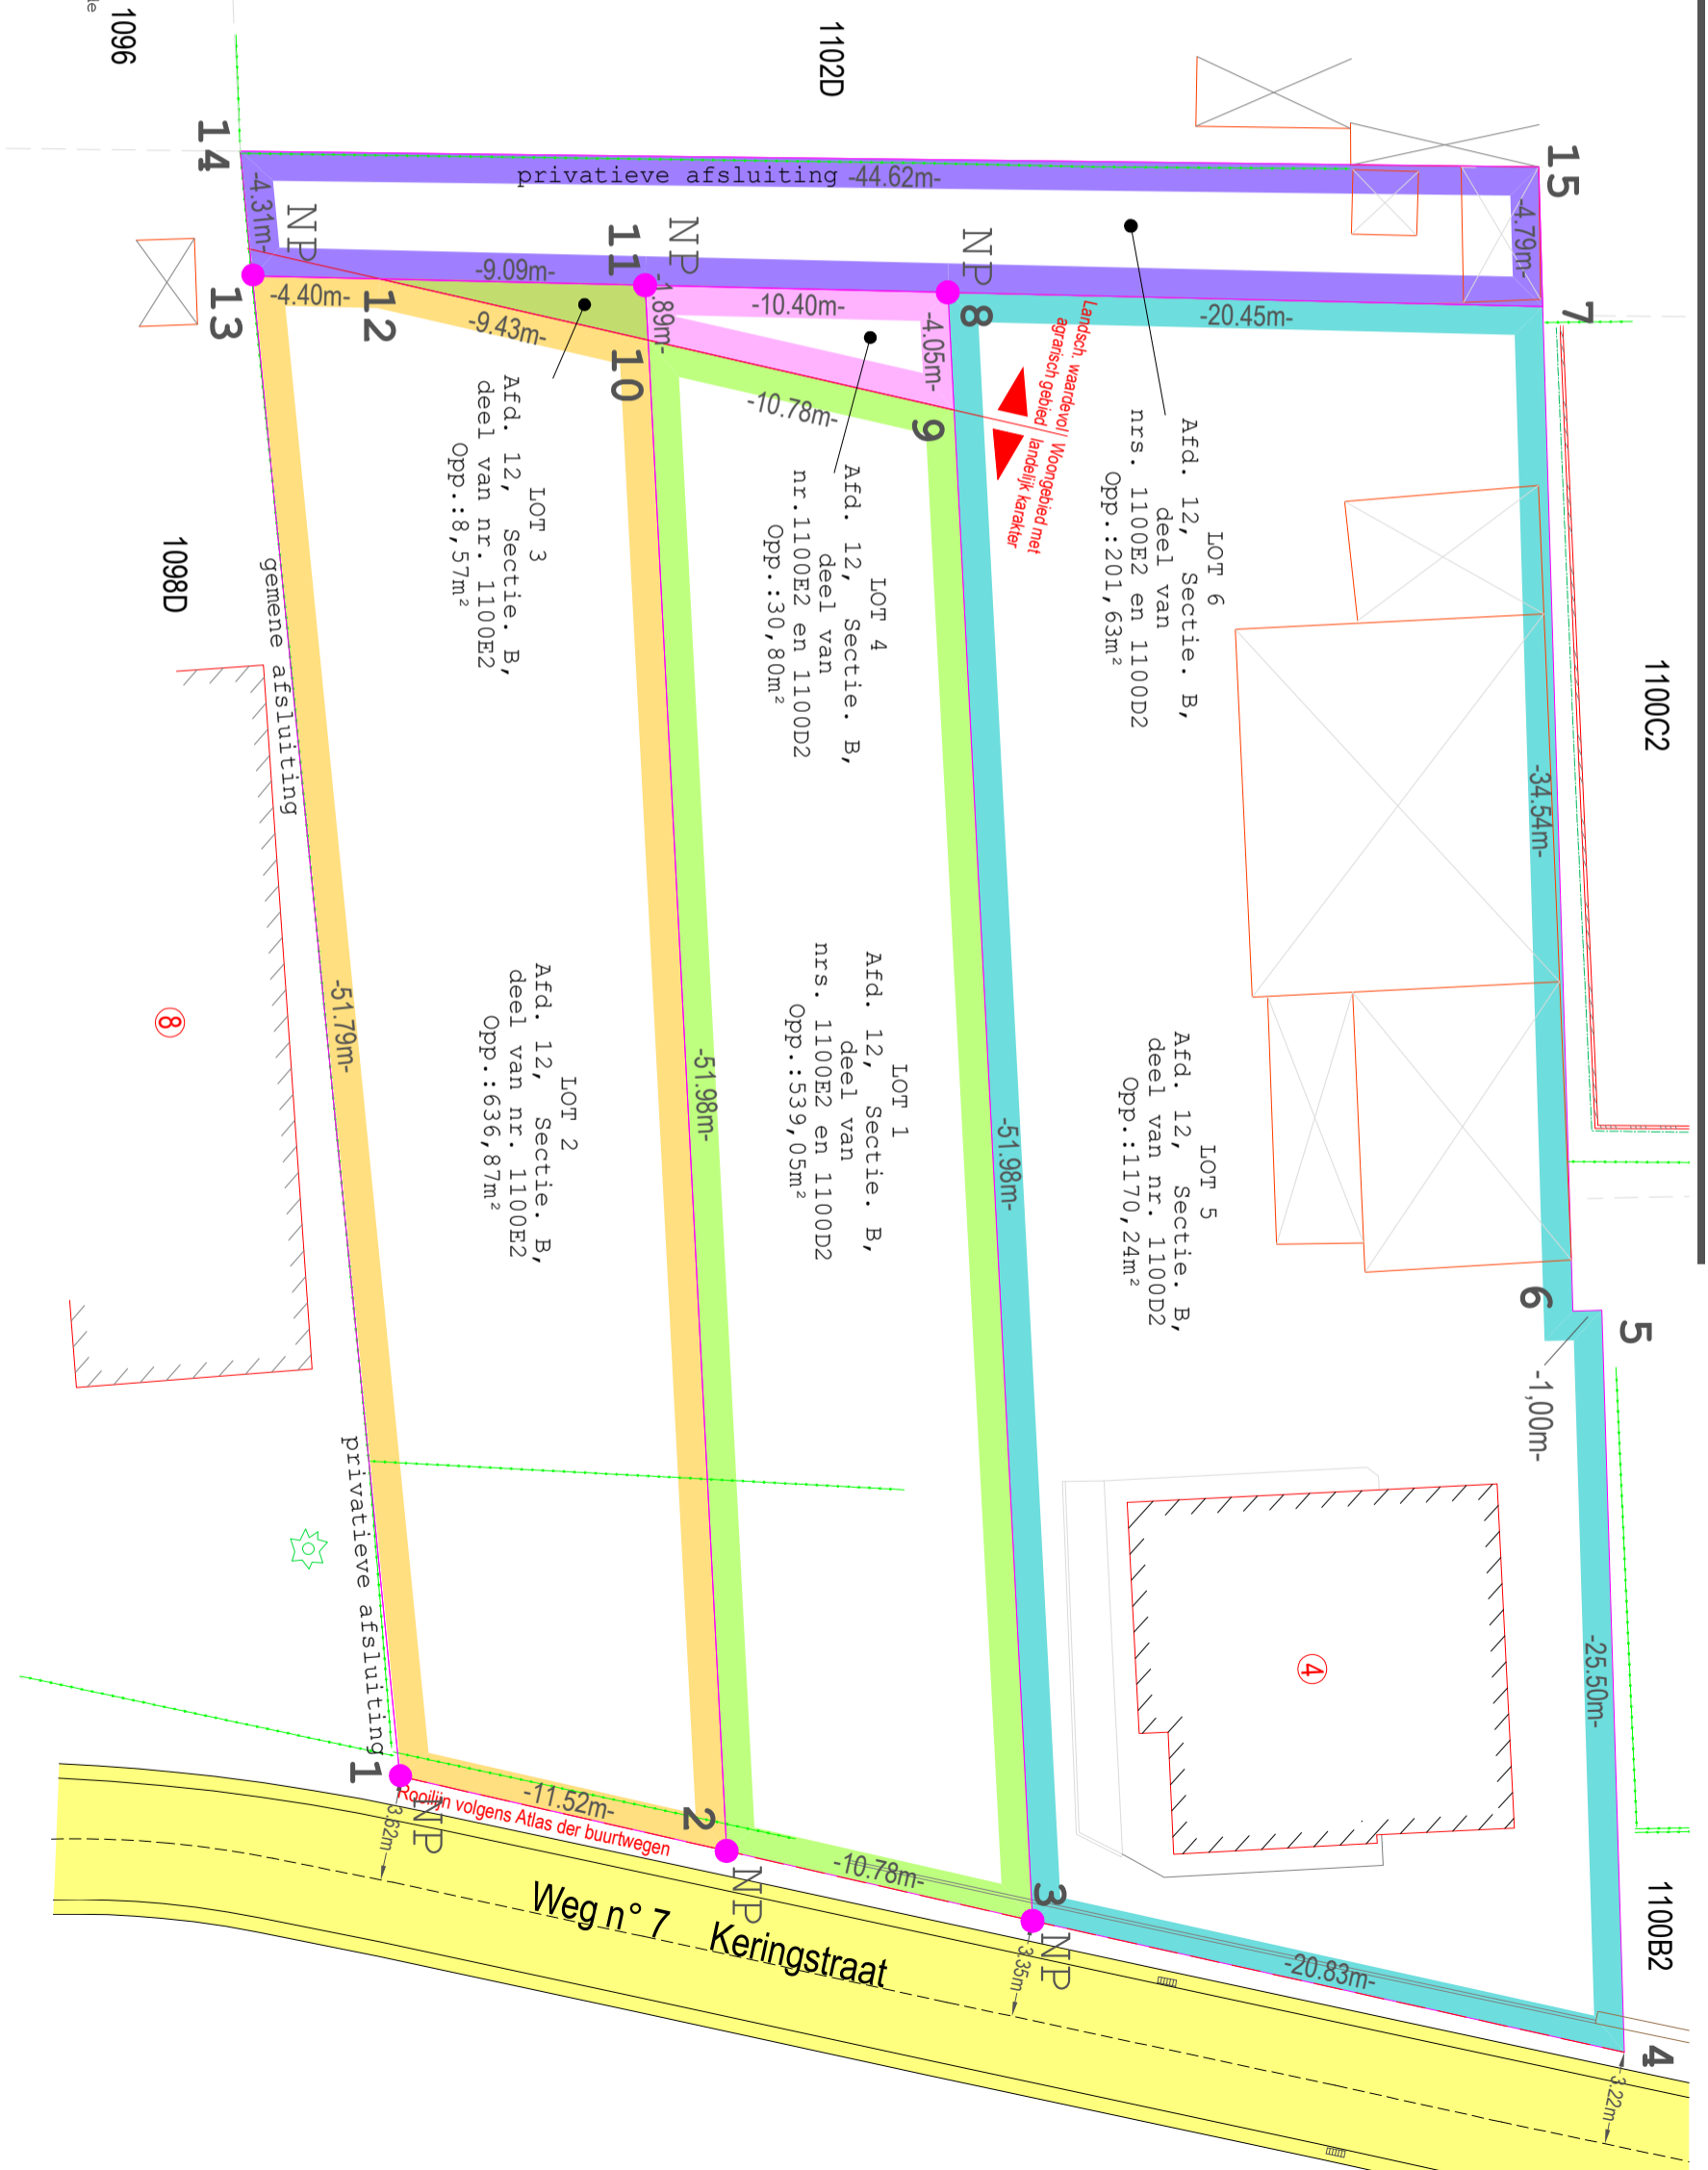 1096
1102D
1100C2
1100B2
1098D
14
15
13
12
11
10
9
8
7
6
5
4
3
2
1
privatieve afsluiting
-44.62m-
-4.31m-
-4.79m-
NP
NP
NP
-9.09m-
-4.40m-
-9.43m-
-1.89m-
-10.40m-
-4.05m-
-10.78m-
-20.45m-
-34.54m-
-1,00m-
-25.50m-
Landsch. waardevol
agrarisch gebied
Woongebied met
landelijk karakter
LOT 6
Afd. 12, Sectie. B,
deel van
nrs. 1100E2 en 1100D2
Opp.:201,63m²
LOT 4
Afd. 12, Sectie. B,
deel van
nr.1100E2 en 1100D2
Opp.:30,80m²
LOT 3
Afd. 12, Sectie. B,
deel van nr. 1100E2
Opp.:8,57m²
LOT 5
Afd. 12, Sectie. B,
deel van nr. 1100D2
Opp.:1170,24m²
LOT 1
Afd. 12, Sectie. B,
deel van
nrs. 1100E2 en 1100D2
Opp.:539,05m²
LOT 2
Afd. 12, Sectie. B,
deel van nr. 1100E2
Opp.:636,87m²
gemene afsluiting
privatieve afsluiting
-51.79m-
-51.98m-
-51.98m-
8
4
-11.52m-
-10.78m-
-20.83m-
NP
NP
NP
3.62m
3.35m
3.22m
Rooilijn volgens Atlas der buurtwegen
Weg n° 7 Keringstraat